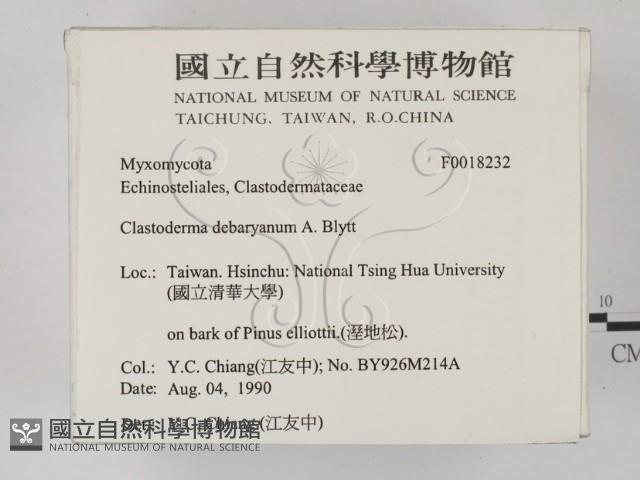 國立自然科學博物館
NATIONAL MUSEUM OF NATURAL SCIENCE
TAICHUNG, TAIWAN, R.O.CHINA
Myxomycota F0018232
Echinosteliales, Clastodermataceae
Clastoderma debaryanum A. Blytt
Loc.: Taiwan. Hsinchu: National Tsing Hua University
(國立清華大學)
on bark of Pinus elliottii.(溼地松).
Col.: Y.C. Chiang(江友中); No. BY926M214A
Date: Aug. 04, 1990
Det.: Y.C. Chiang(江友中)
國立自然科學博物館
NATIONAL MUSEUM OF NATURAL SCIENCE
10
CM